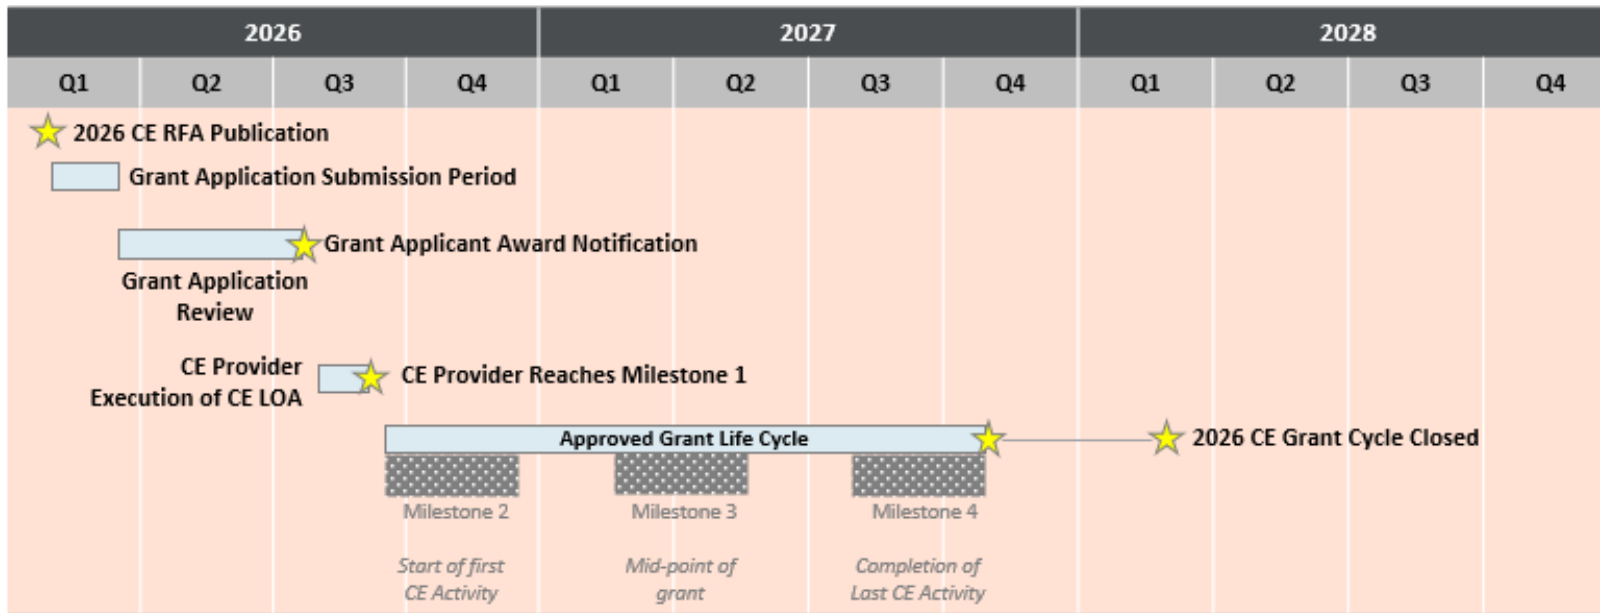 2026 2027 2028
Q1 Q2 Q3 Q4 Q1 Q2 Q3 Q4 Q1 Q2 Q3 Q4
2026 CE RFA Publication
Grant Application Submission Period
Grant Applicant Award Notification
Grant Application
Review
CE Provider
Execution of CE LOA
CE Provider Reaches Milestone 1
Approved Grant Life Cycle
2026 CE Grant Cycle Closed
Milestone 2
Milestone 3
Milestone 4
Start of first
CE Activity
Mid-point of
grant
Completion of
Last CE Activity